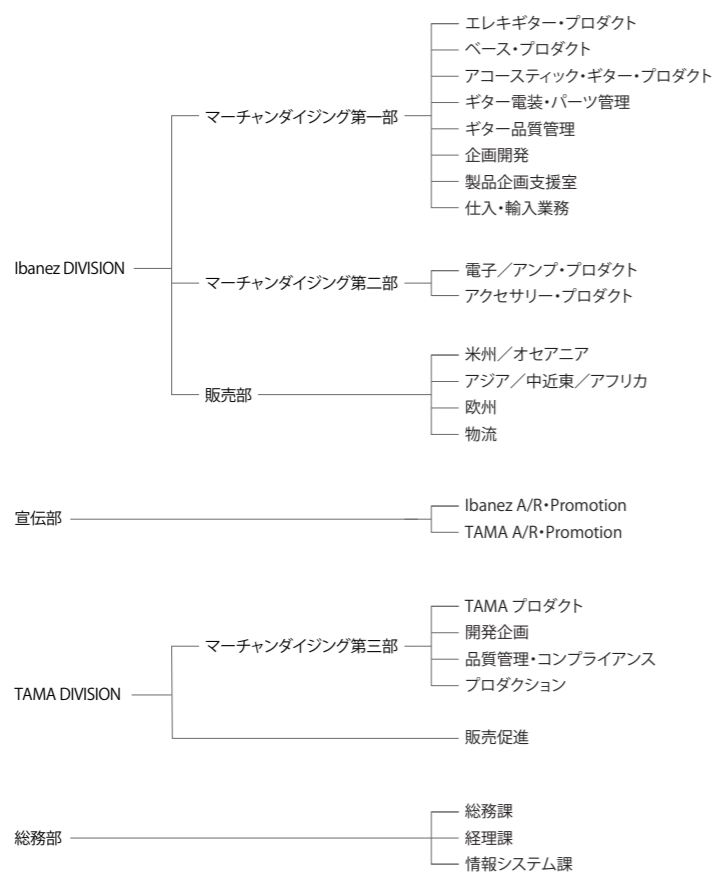 Ibanez DIVISION
マーチャンダイジング第一部
エレキギター・プロダクト
ベース・プロダクト
アコースティック・ギター・プロダクト
ギター電装・パーツ管理
ギター品質管理
企画開発
製品企画支援室
仕入・輸入業務
マーチャンダイジング第二部
電子／アンプ・プロダクト
アクセサリー・プロダクト
販売部
米州／オセアニア
アジア／中近東／アフリカ
欧州
物流
宣伝部
Ibanez A/R・Promotion
TAMA A/R・Promotion
TAMA DIVISION
マーチャンダイジング第三部
TAMA プロダクト
開発企画
品質管理・コンプライアンス
プロダクション
販売促進
総務部
総務課
経理課
情報システム課